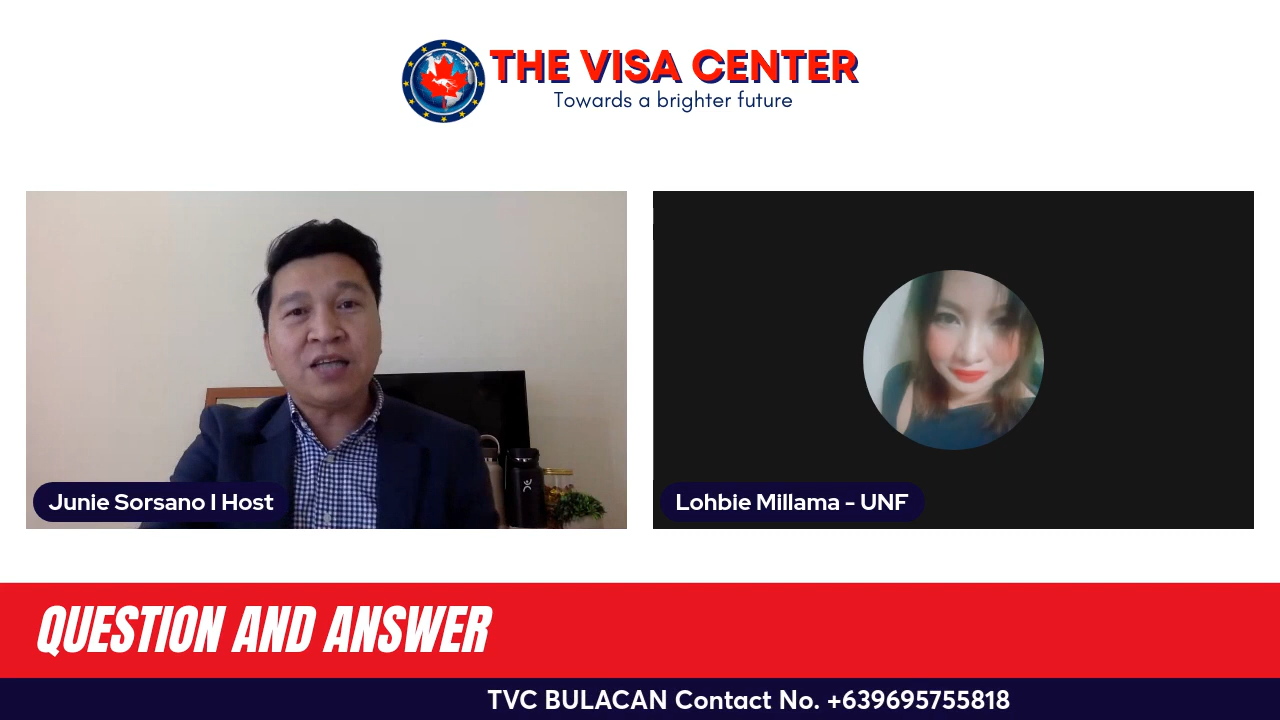 THE VISA CENTER
Towards a brighter future
Junie Sorsano I Host
Lohbie Millama - UNF
QUESTION AND ANSWER
TVC BULACAN Contact No. +639695755818